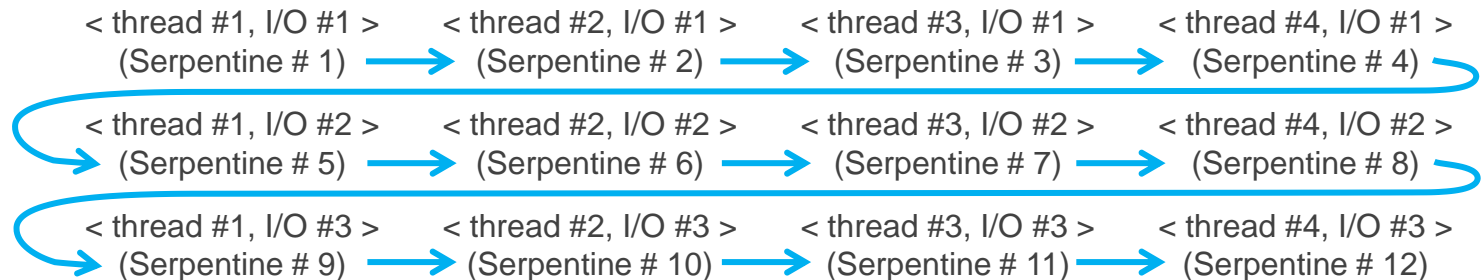 < thread #1, I/O #1 > < thread #2, I/O #1 > < thread #3, I/O #1 > < thread #4, I/O #1 >
(Serpentine # 1) (Serpentine # 2) (Serpentine # 3) (Serpentine # 4)
< thread #1, I/O #2 > < thread #2, I/O #2 > < thread #3, I/O #2 > < thread #4, I/O #2 >
(Serpentine # 5) (Serpentine # 6) (Serpentine # 7) (Serpentine # 8)
< thread #1, I/O #3 > < thread #2, I/O #3 > < thread #3, I/O #3 > < thread #4, I/O #3 >
(Serpentine # 9) (Serpentine # 10) (Serpentine # 11) (Serpentine # 12)